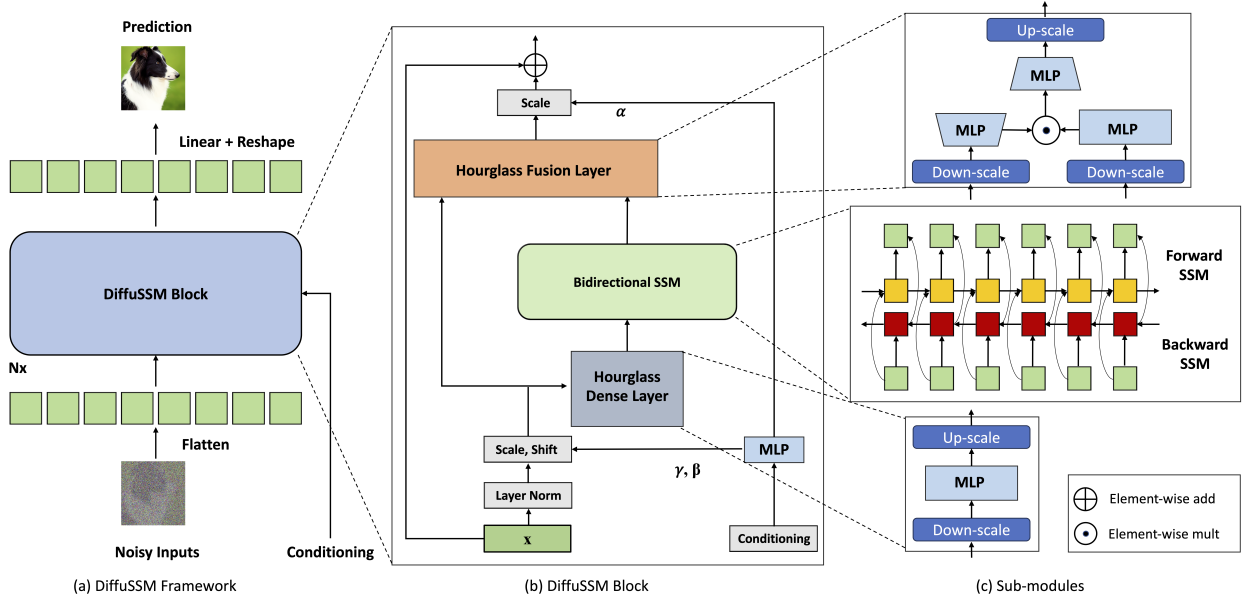 Prediction
Linear + Reshape
DiffuSSM Block
Nx
Flatten
Noisy Inputs
Conditioning
(a) DiffuSSM Framework
Scale
α
Hourglass Fusion Layer
Bidirectional SSM
Hourglass
Dense Layer
Scale, Shift
MLP
γ, β
Layer Norm
x
Conditioning
(b) DiffuSSM Block
Up-scale
MLP
MLP
MLP
Down-scale
Down-scale
Forward
SSM
Backward
SSM
Up-scale
MLP
Down-scale
Element-wise add
Element-wise mult
(c) Sub-modules